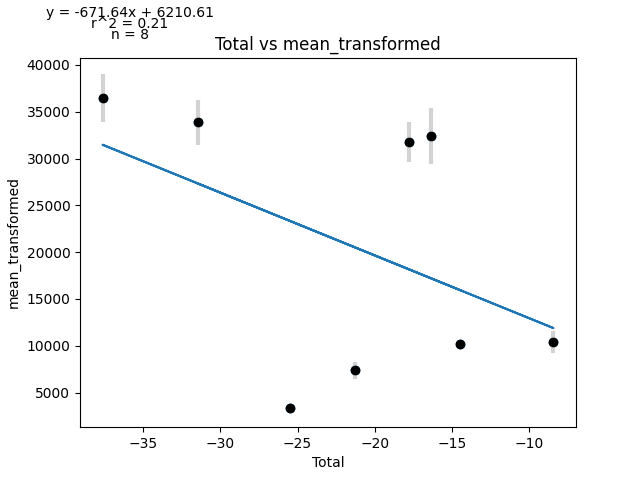 y = -671.64x + 6210.61
r^2 = 0.21
n = 8
Total vs mean_transformed
40000
35000
30000
25000
20000
15000
10000
5000
mean_transformed
−35
−30
−25
−20
−15
−10
Total